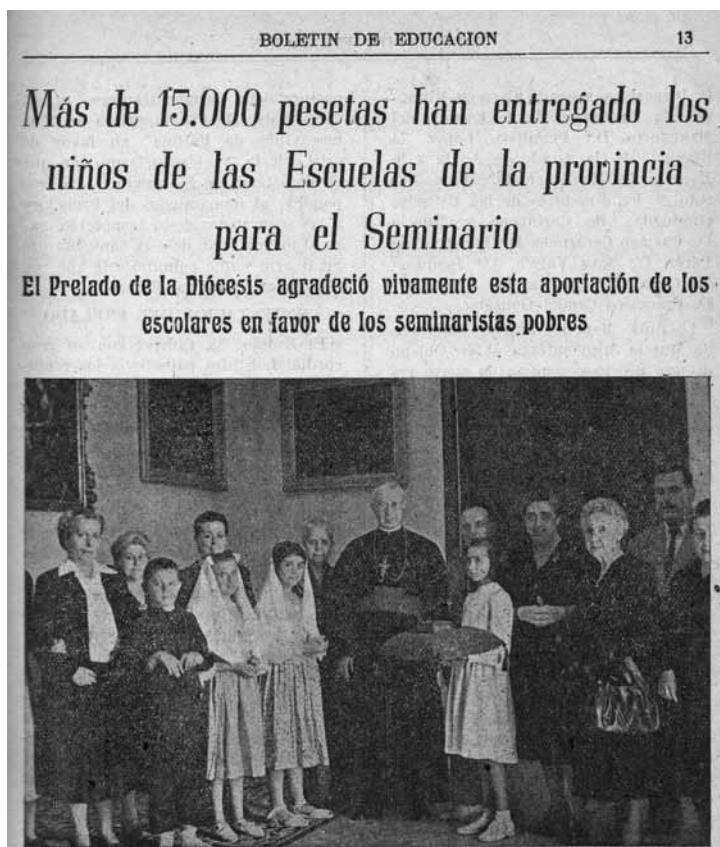 BOLETIN DE EDUCACION 13
Más de 15.000 pesetas han entregado los
niños de las Escuelas de la provincia
para el Seminario
El Prelado de la Diócesis agradeció vivamente esta aportación de los
escolares en favor de los seminaristas pobres